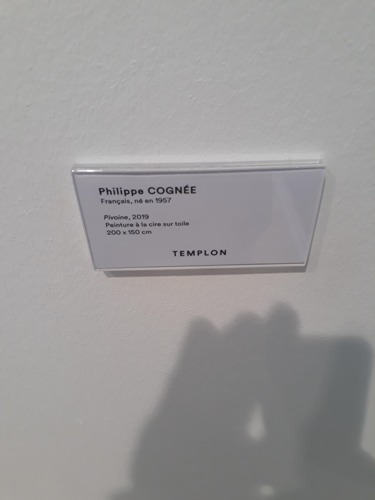 Philippe COGNÉE
Français, né en 1957
Pivoine, 2019
Peinture à la cire sur toile
200 x 150 cm
TEMPLON